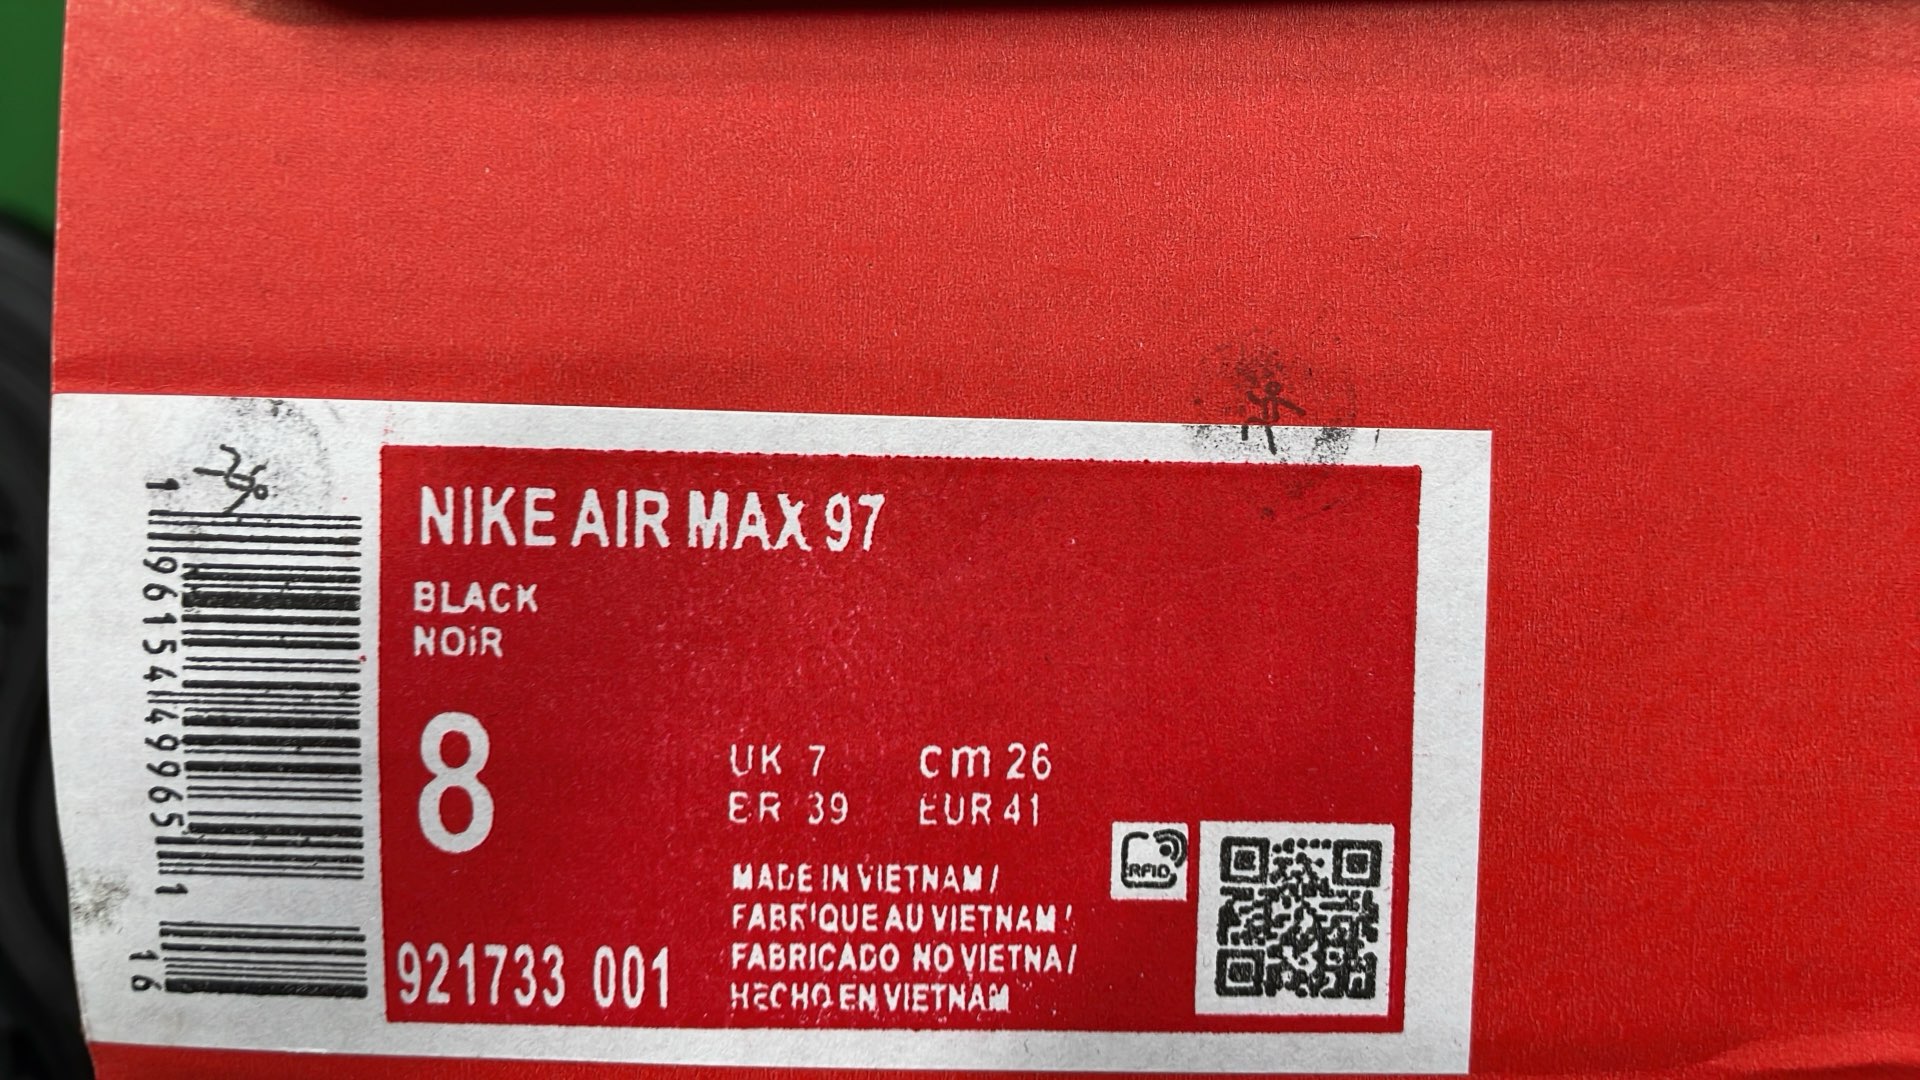 NIKE AIR MAX 97
BLACK
NOiR
8
UK 7 cm 26
ER 39 EUR 41
MADE IN VIETNAM /
FABRIQUE AU VIETNAM /
FABRICADO NO VIETNA /
HECHO EN VIETNAM
921733 001
RFID
1 96154 49965 1
16